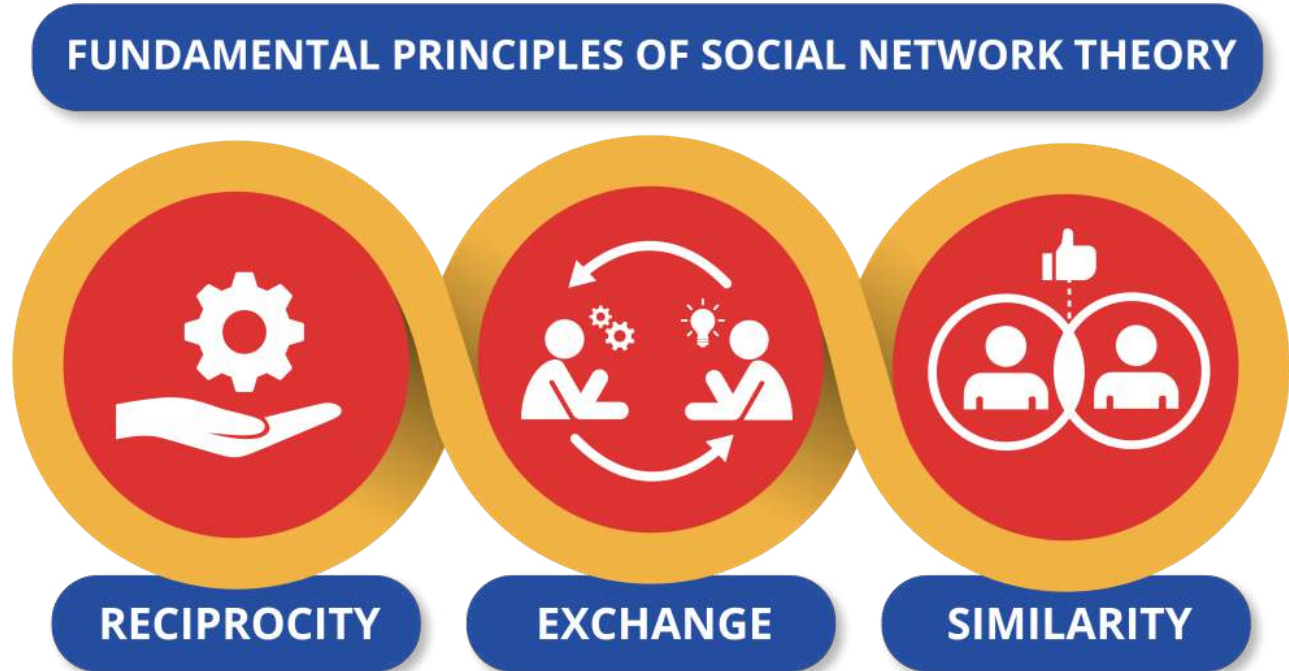 FUNDAMENTAL PRINCIPLES OF SOCIAL NETWORK THEORY
RECIPROCITY
EXCHANGE
SIMILARITY